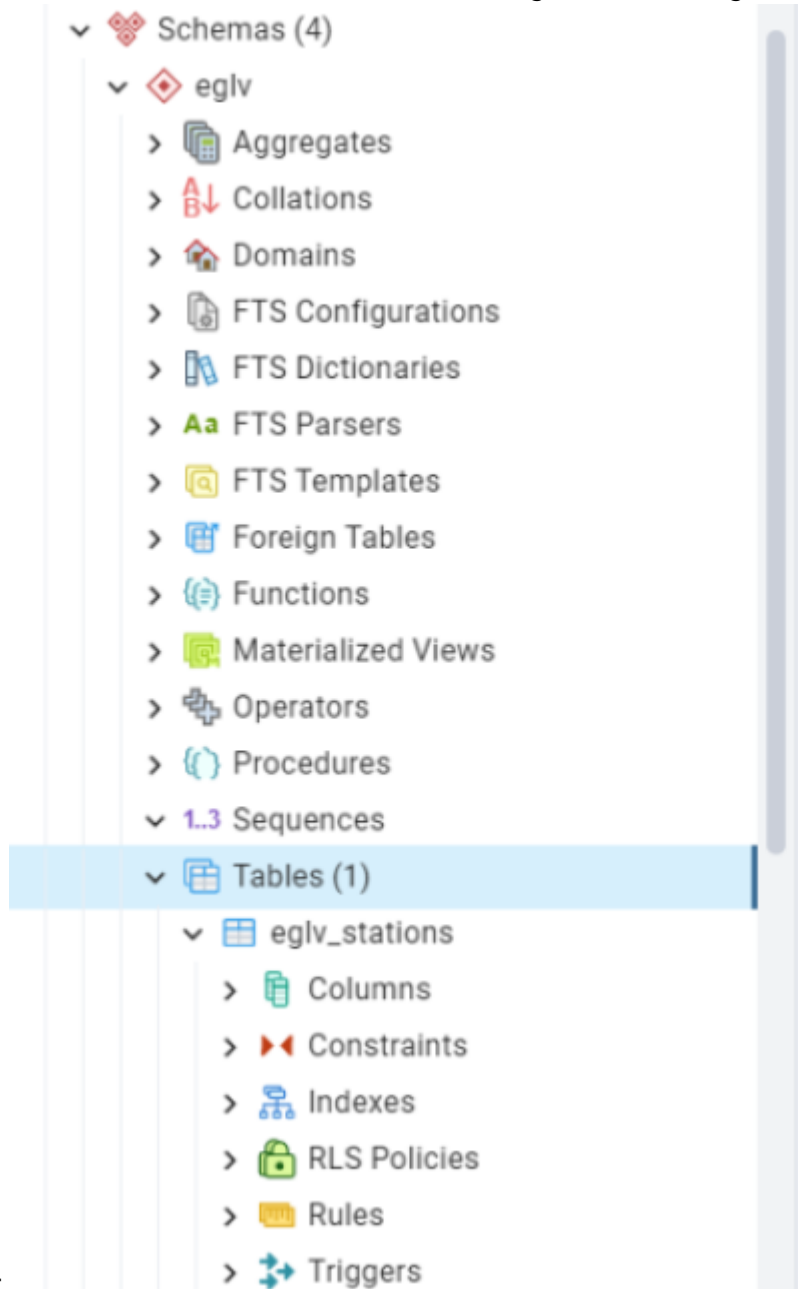 Schemas (4)
eglv
Aggregates
Collations
Domains
FTS Configurations
FTS Dictionaries
Aa FTS Parsers
FTS Templates
Foreign Tables
Functions
Materialized Views
Operators
Procedures
1..3 Sequences
Tables (1)
eglv_stations
Columns
Constraints
Indexes
RLS Policies
Rules
Triggers